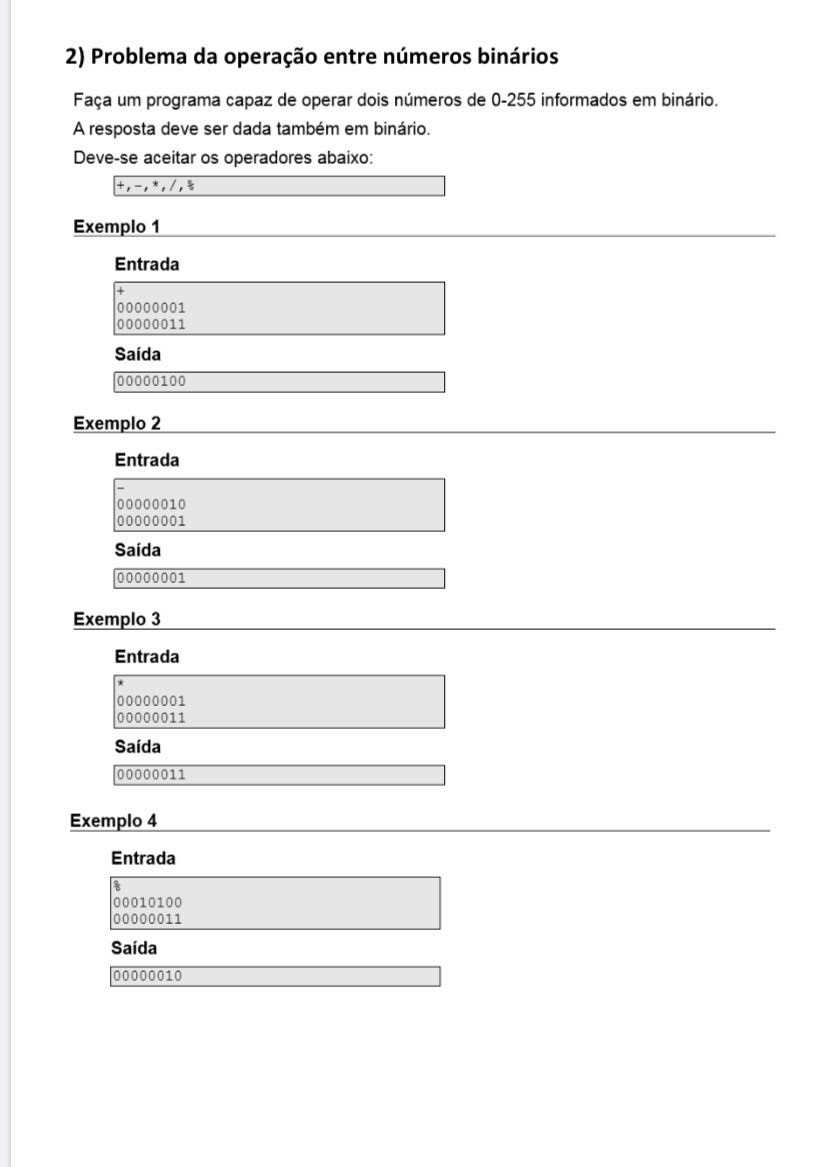 2) Problema da operação entre números binários
Faça um programa capaz de operar dois números de 0-255 informados em binário.
A resposta deve ser dada também em binário.
Deve-se aceitar os operadores abaixo:
+,-,*,/,%
Exemplo 1
Entrada
+
00000001
00000011
Saída
00000100
Exemplo 2
Entrada
-
00000010
00000001
Saída
00000001
Exemplo 3
Entrada
*
00000001
00000011
Saída
00000011
Exemplo 4
Entrada
%
00010100
00000011
Saída
00000010